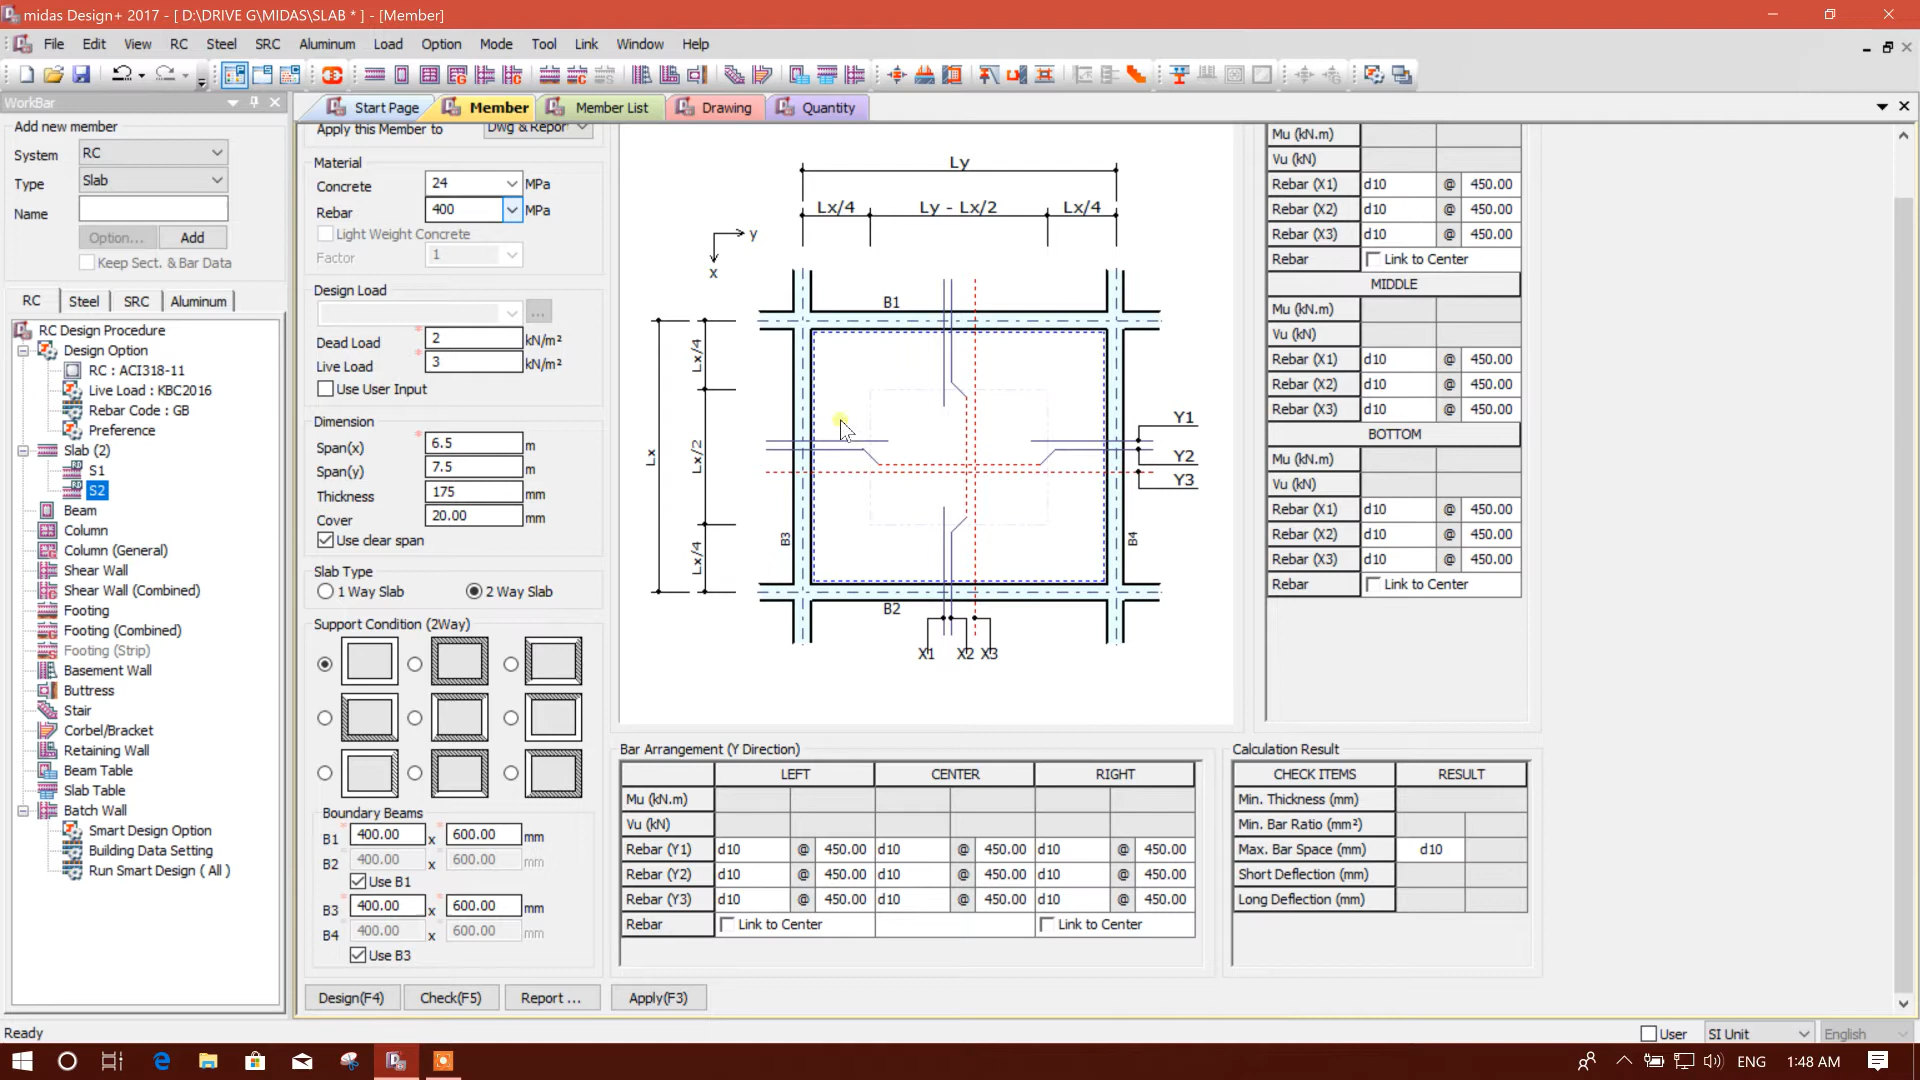 midas Design+ 2017 - [ D:\DRIVE G\MIDAS\SLAB * ] - [Member]
File Edit View RC Steel SRC Aluminum Load Option Mode Tool Link Window Help
WorkBar
Start Page Member Member List Drawing Quantity
Add new member
System RC
Type Slab
Name
Option... Add
Keep Sect. & Bar Data
RC Steel SRC Aluminum
RC Design Procedure
Design Option
RC : ACI318-11
Live Load : KBC2016
Rebar Code : GB
Preference
Slab (2)
S1
S2
Beam
Column
Column (General)
Shear Wall
Shear Wall (Combined)
Footing
Footing (Combined)
Footing (Strip)
Basement Wall
Buttress
Stair
Corbel/Bracket
Retaining Wall
Beam Table
Slab Table
Batch Wall
Smart Design Option
Building Data Setting
Run Smart Design ( All )
Apply this Member to Dwg & Report
Material
Concrete 24 MPa
Rebar 400 MPa
Light Weight Concrete
Factor 1
Design Load
...
Dead Load 2 kN/m²
Live Load 3 kN/m²
Use User Input
Dimension
Span(x) 6.5 m
Span(y) 7.5 m
Thickness 175 mm
Cover 20.00 mm
Use clear span
Slab Type
1 Way Slab 2 Way Slab
Support Condition (2Way)
Boundary Beams
B1 400.00 x 600.00 mm
B2 400.00 x 600.00 mm
Use B1
B3 400.00 x 600.00 mm
B4 400.00 x 600.00 mm
Use B3
Design(F4) Check(F5) Report ... Apply(F3)
Ly
Lx/4 Ly - Lx/2 Lx/4
y
x
B1
Lx/4
Lx
Lx/2
Lx/4
B3
B4
Y1
Y2
Y3
B2
X1 X2 X3
Mu (kN.m)
Vu (kN)
Rebar (X1) d10 @ 450.00
Rebar (X2) d10 @ 450.00
Rebar (X3) d10 @ 450.00
Rebar Link to Center
MIDDLE
Mu (kN.m)
Vu (kN)
Rebar (X1) d10 @ 450.00
Rebar (X2) d10 @ 450.00
Rebar (X3) d10 @ 450.00
BOTTOM
Mu (kN.m)
Vu (kN)
Rebar (X1) d10 @ 450.00
Rebar (X2) d10 @ 450.00
Rebar (X3) d10 @ 450.00
Rebar Link to Center
Bar Arrangement (Y Direction)
LEFT CENTER RIGHT
Mu (kN.m)
Vu (kN)
Rebar (Y1) d10 @ 450.00 d10 @ 450.00 d10 @ 450.00
Rebar (Y2) d10 @ 450.00 d10 @ 450.00 d10 @ 450.00
Rebar (Y3) d10 @ 450.00 d10 @ 450.00 d10 @ 450.00
Rebar Link to Center Link to Center
Calculation Result
CHECK ITEMS RESULT
Min. Thickness (mm)
Min. Bar Ratio (mm²)
Max. Bar Space (mm) d10
Short Deflection (mm)
Long Deflection (mm)
Ready User SI Unit English
ENG 1:48 AM